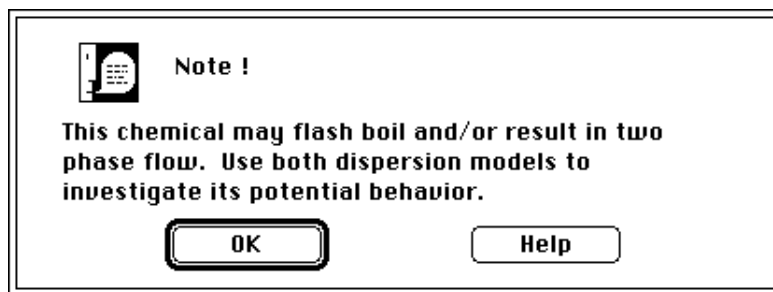 Note !
This chemical may flash boil and/or result in two
phase flow.  Use both dispersion models to
investigate its potential behavior.
OK
Help